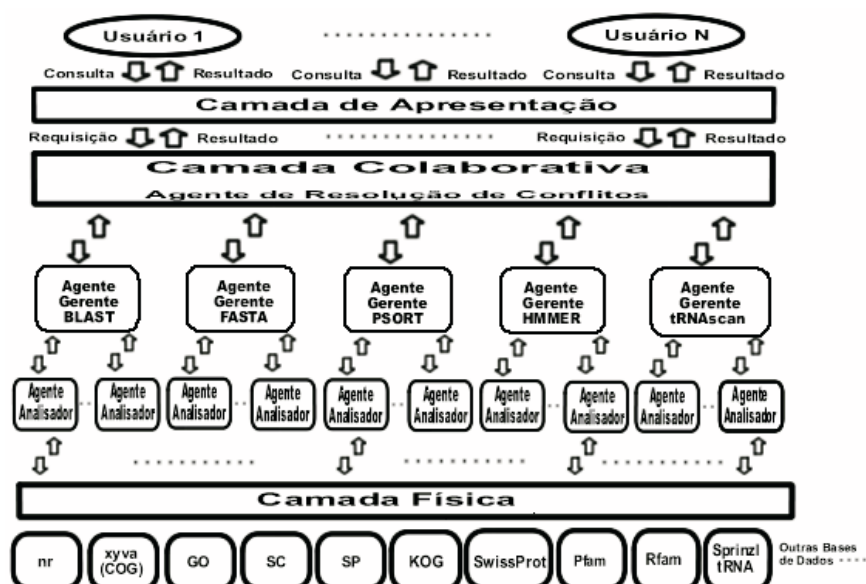 Usuário 1 Usuário N
Consulta Resultado Consulta Resultado Consulta Resultado
Camada de Apresentação
Requisição Resultado Requisição Resultado
Camada Colaborativa
Agente de Resolução de Conflitos
Agente Gerente BLAST
Agente Gerente FASTA
Agente Gerente PSORT
Agente Gerente HMMER
Agente Gerente tRNAscan
Agente Analisador
Agente Analisador
Agente Analisador
Agente Analisador
Agente Analisador
Agente Analisador
Agente Analisador
Agente Analisador
Agente Analisador
Agente Analisador
Camada Física
nr
xyva (COG)
GO
SC
SP
KOG
SwissProt
Pfam
Rfam
Sprinzl tRNA
Outras Bases
de Dados